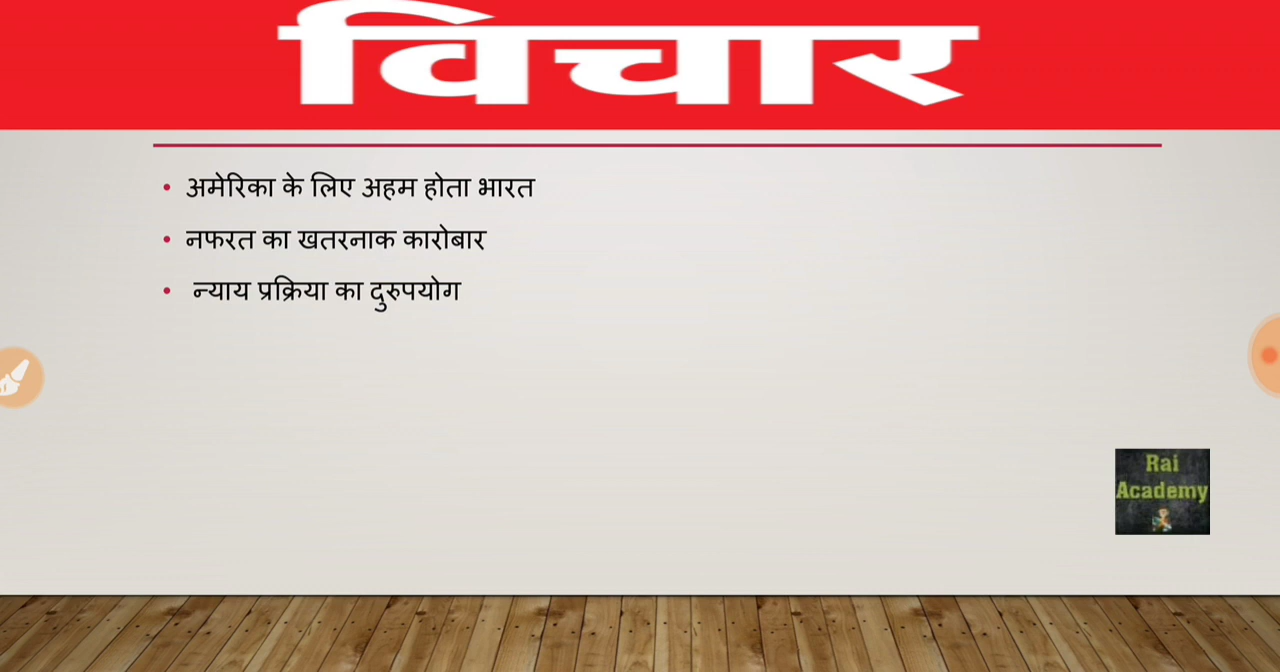 विचार
अमेरिका के लिए अहम होता भारत
नफरत का खतरनाक कारोबार
न्याय प्रक्रिया का दुरुपयोग
Rai
Academy